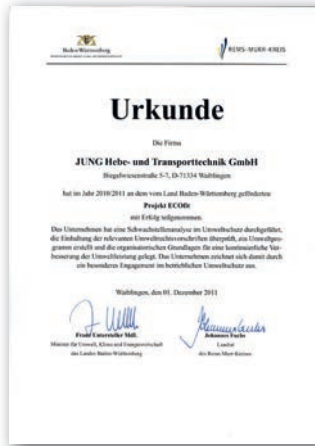 Baden-Württemberg
REMS-MURR-KREIS
Urkunde
Die Firma
JUNG Hebe- und Transporttechnik GmbH
Biegelwiesenstraße 5-7, D-71334 Waiblingen
hat im Jahr 2010/2011 an dem vom Land Baden-Württemberg geförderten
Projekt ECOfit
mit Erfolg teilgenommen.
Das Unternehmen hat eine Schwachstellenanalyse im Umweltschutz durchgeführt,
die Einhaltung der relevanten Umweltrechtsvorschriften überprüft, ein Umweltpro-
gramm erstellt und die organisatorischen Grundlagen für eine kontinuierliche Ver-
besserung der Umweltleistung gelegt. Das Unternehmen zeichnet sich damit durch
ein besonderes Engagement im betrieblichen Umweltschutz aus.
Waiblingen, den 01. Dezember 2011
Franz Untersteller MdL
Minister für Umwelt, Klima und Energiewirtschaft
des Landes Baden-Württemberg
Johannes Fuchs
Landrat
des Rems-Murr-Kreises